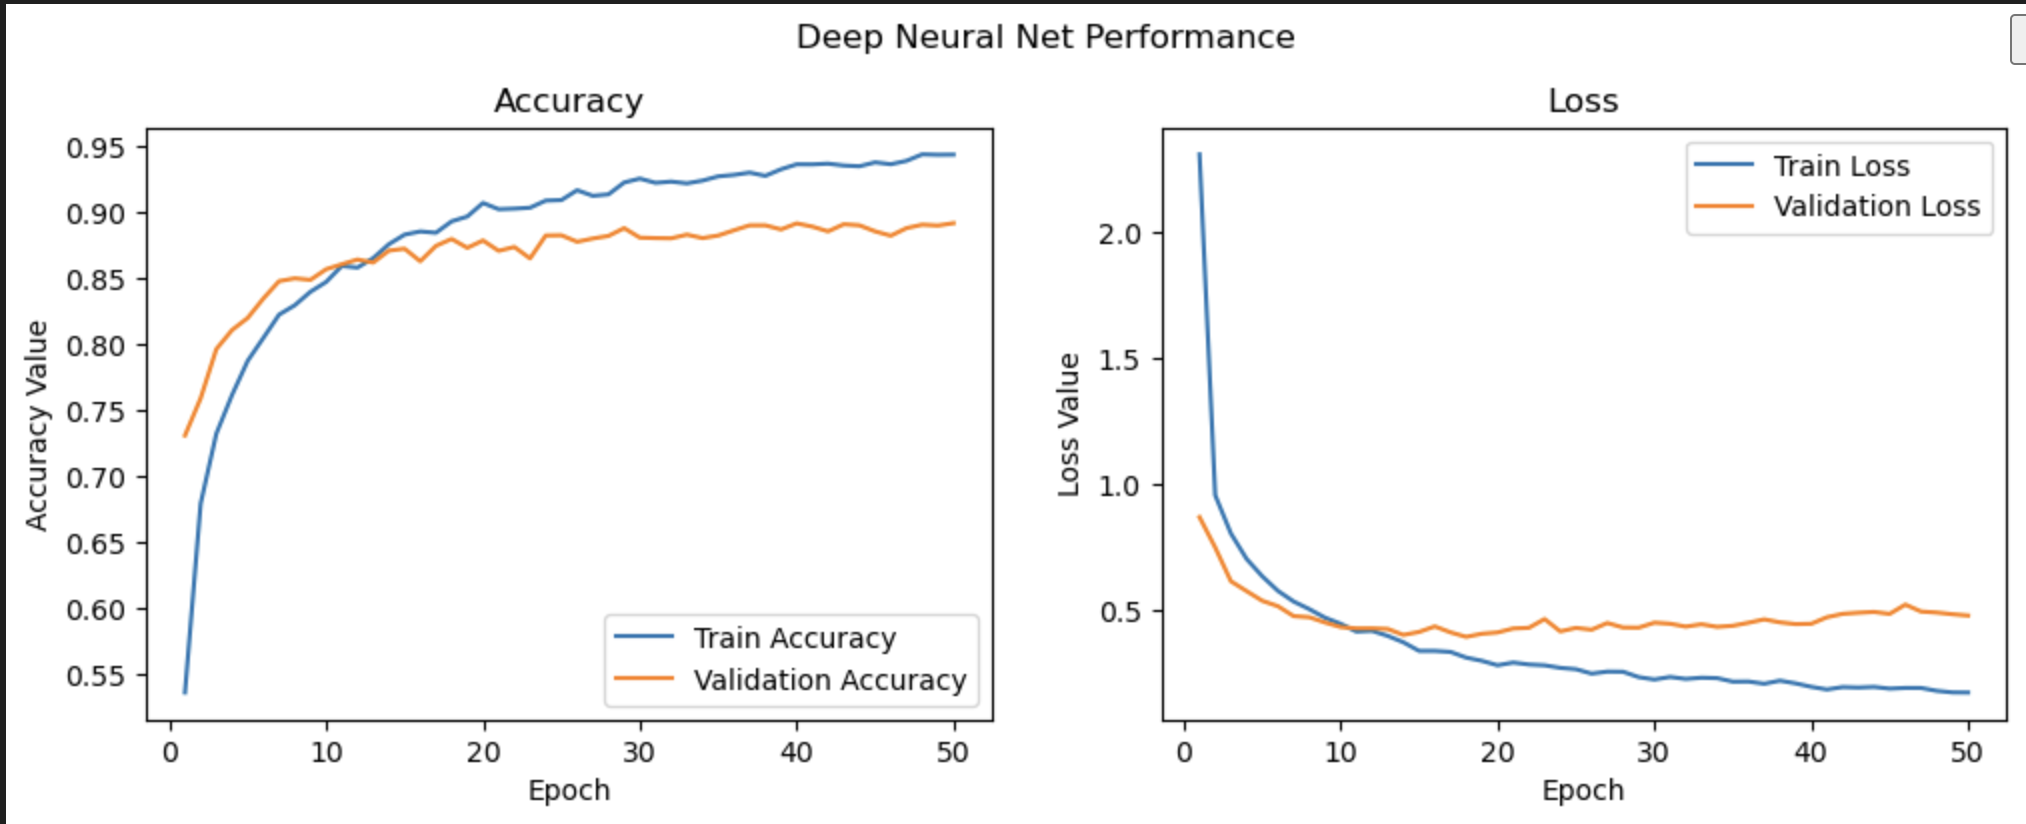 Deep Neural Net Performance
Accuracy
0.95
0.90
0.85
0.80
0.75
0.70
0.65
0.60
0.55
Accuracy Value
Train Accuracy
Validation Accuracy
0 10 20 30 40 50
Epoch
Loss
2.0
1.5
1.0
0.5
Loss Value
Train Loss
Validation Loss
0 10 20 30 40 50
Epoch